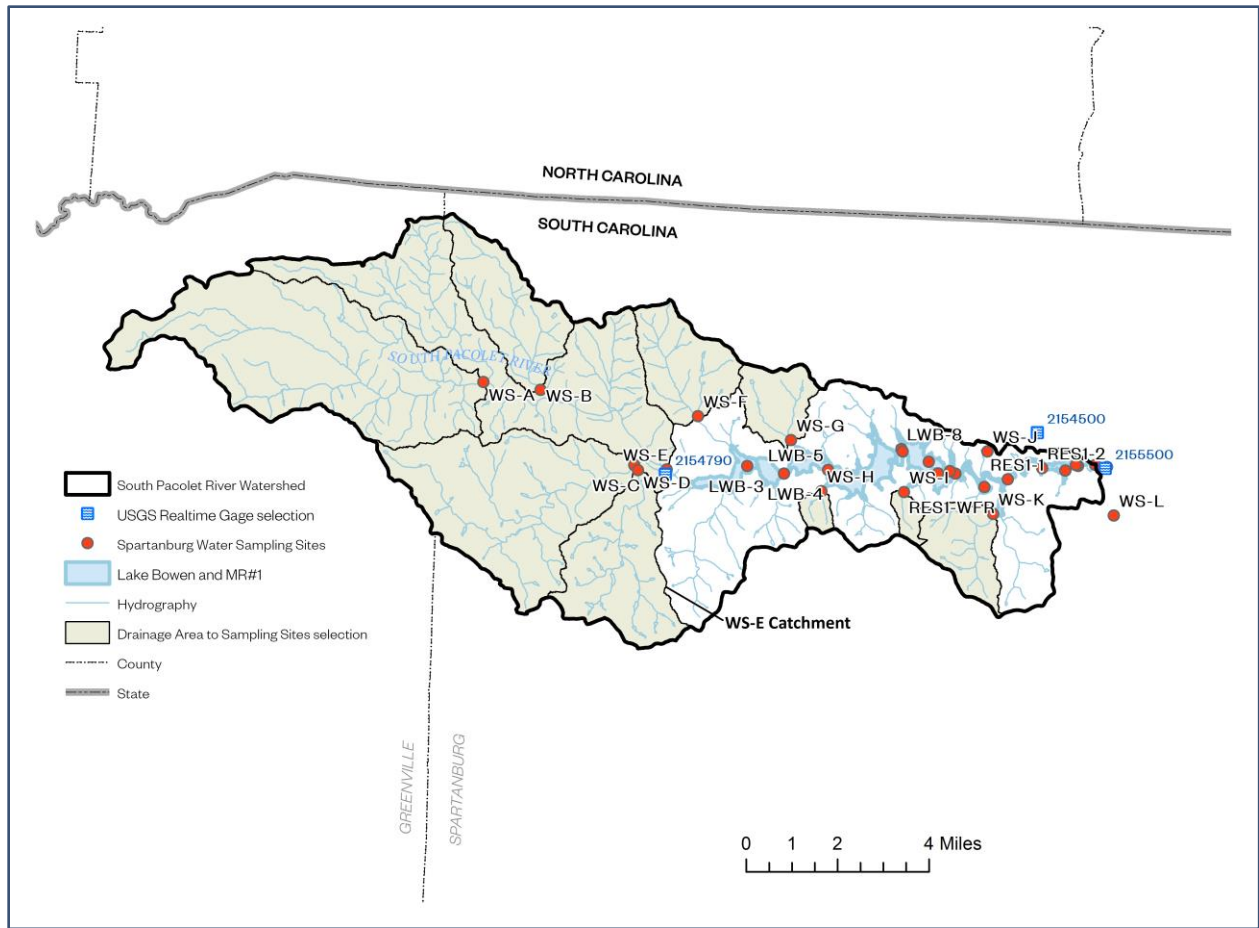 NORTH CAROLINA
SOUTH CAROLINA
SOUTH PACOLET RIVER
WS-A
WS-B
WS-F
WS-G
LWB-8
WS-J
2154500
WS-E
2154790
LWB-5
RES1-1
RES1-2
2155500
WS-C
WS-D
LWB-3
WS-H
WS-I
LWB-4
RES1-WFR
WS-K
WS-L
WS-E Catchment
South Pacolet River Watershed
USGS Realtime Gage selection
Spartanburg Water Sampling Sites
Lake Bowen and MR#1
Hydrography
Drainage Area to Sampling Sites selection
County
State
GREENVILLE
SPARTANBURG
0 1 2 4 Miles